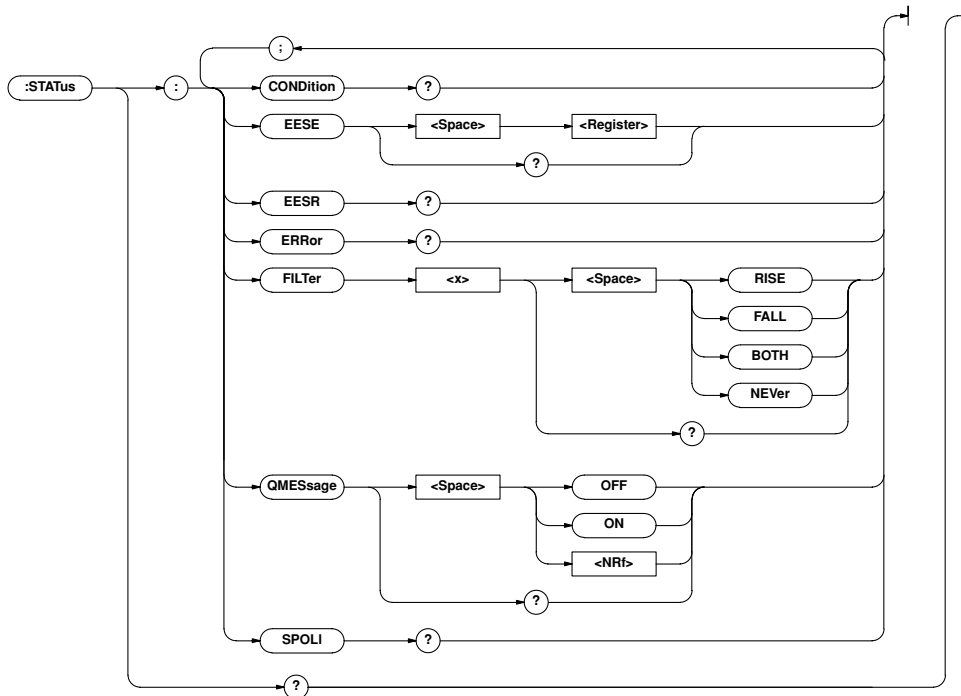 ;
:STATus : CONDition ?
EESE <Space> <Register>
?
EESR ?
ERRor ?
FILTer <x> <Space> RISE
FALL
BOTH
NEVer
?
QMESsage <Space> OFF
ON
<NRf>
?
SPOLl ?
?